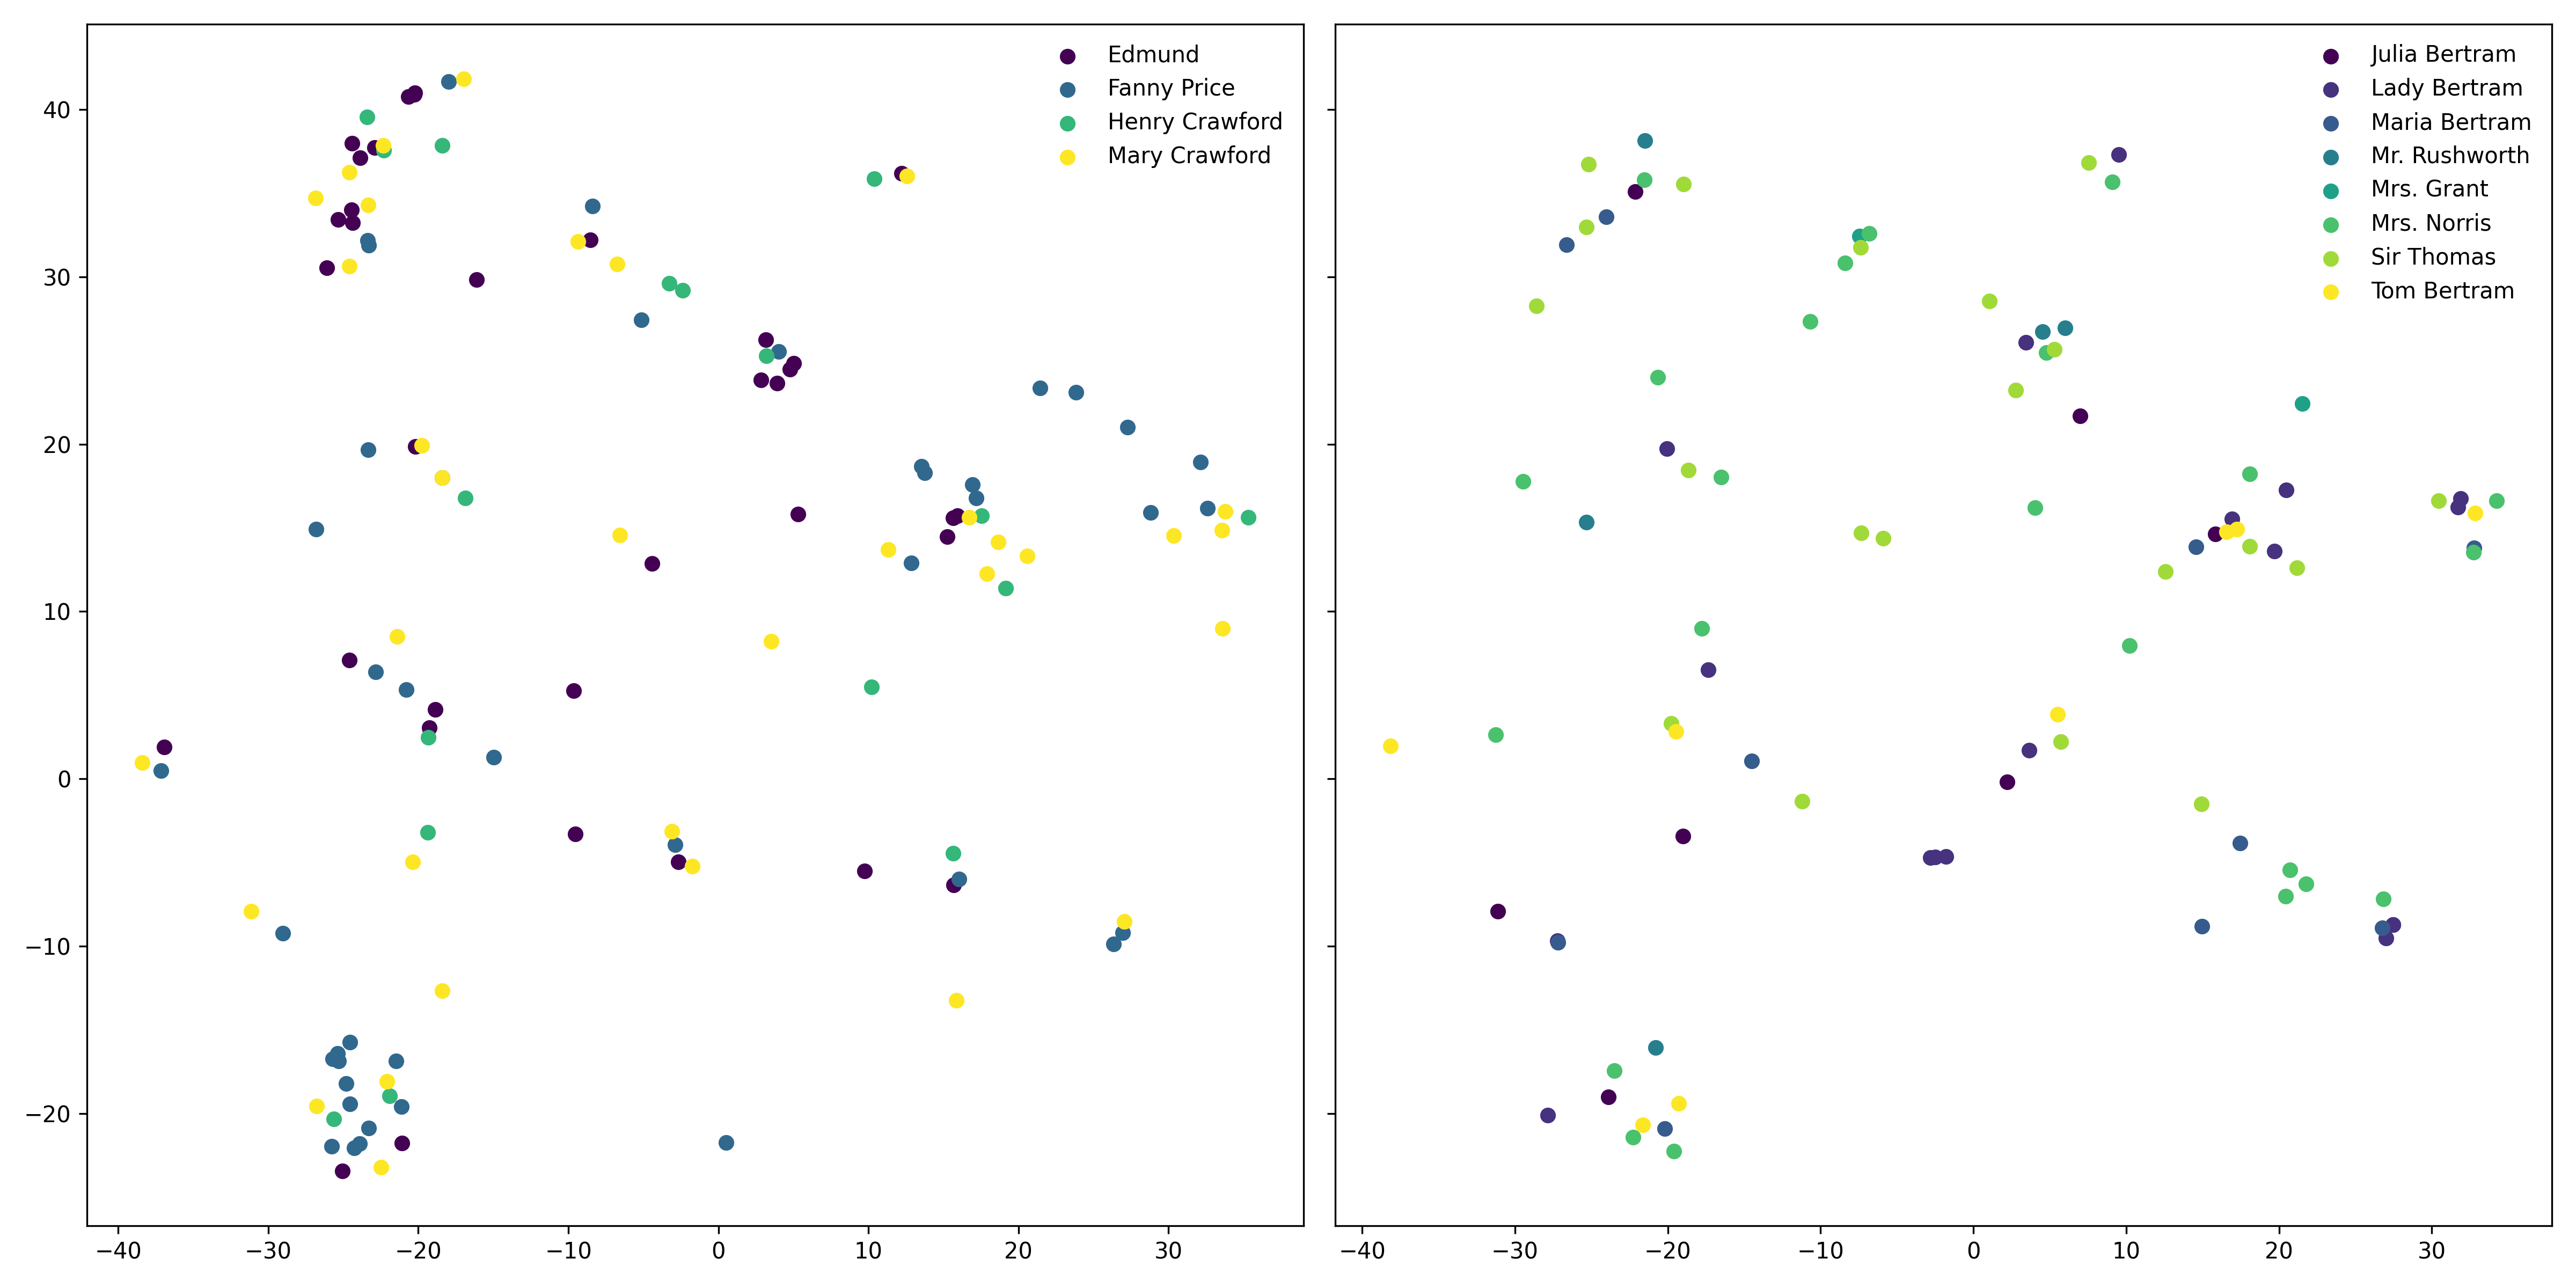 Edmund
Fanny Price
Henry Crawford
Mary Crawford
40
30
20
10
0
−10
−20
−40 −30 −20 −10 0 10 20 30
Julia Bertram
Lady Bertram
Maria Bertram
Mr. Rushworth
Mrs. Grant
Mrs. Norris
Sir Thomas
Tom Bertram
−40 −30 −20 −10 0 10 20 30